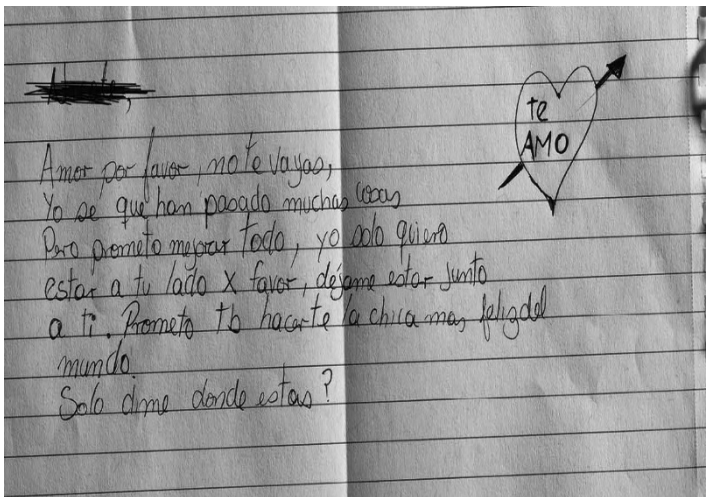 te
AMO
Amor por favor, no te vayas,
Yo se que han pasado muchas cosas
Pero prometo mejorar todo, yo solo quiero
estar a tu lado x favor, déjame estar junto
a ti. Prometo tb hacerte la chica mas feliz del
mundo.
Solo dime donde estas?